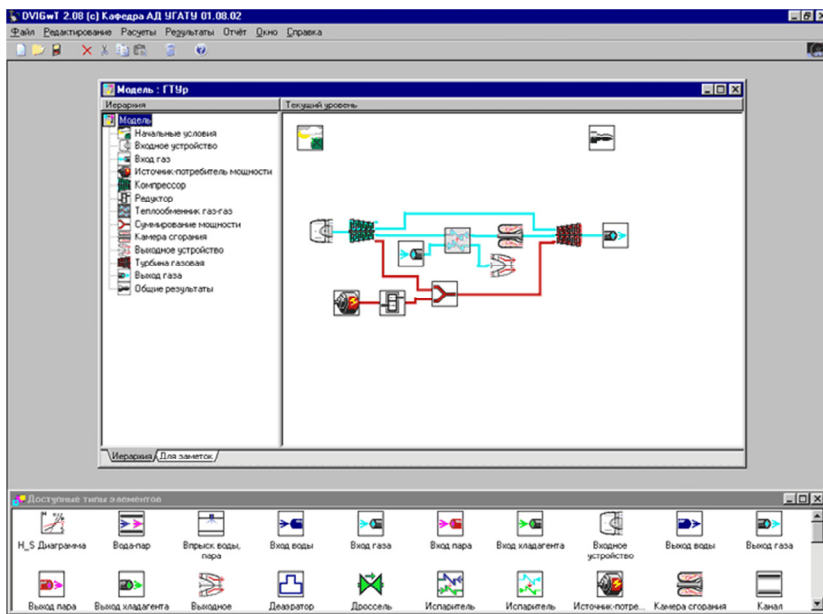 DVIGwT 2.08 (c) Кафедра АД УГАТУ 01.08.02
Файл Редактирование Расчеты Результаты Отчёт Окно Справка
Модель : ГТУр
Иерархия Текущий уровень
Модель
Начальные условия
Входное устройство
Вход газ
Источник-потребитель мощности
Компрессор
Редуктор
Теплообменник газ-газ
Суммирование мощности
Камера сгорания
Выходное устройство
Турбина газовая
Выход газа
Общие результаты
Иерархия Для заметок
Доступные типы элементов
H_S Диаграмма Вода-пар Впрыск воды, пара Вход воды Вход газа Вход пара Вход хладагента Входное устройство Выход воды Выход газа
Выход пара Выход хладагента Выходное Деаэратор Дроссель Испаритель Испаритель Источник-потре... Камера сгорания Канал